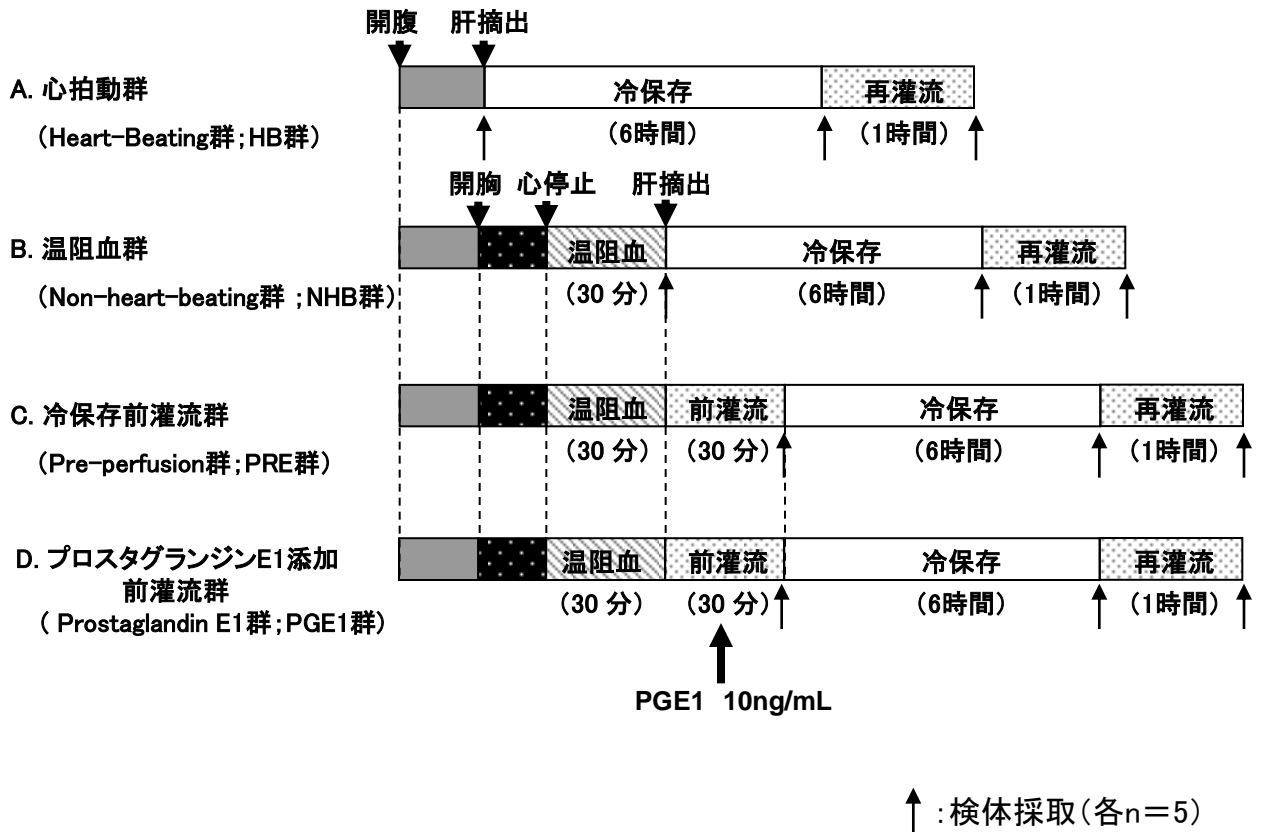 開腹 肝摘出
A. 心拍動群
冷保存 再灌流
(Heart-Beating群;HB群)
(6時間) (1時間)
開胸 心停止 肝摘出
B. 温阻血群
温阻血 冷保存 再灌流
(Non-heart-beating群 ;NHB群)
(30 分) (6時間) (1時間)
C. 冷保存前灌流群
温阻血 前灌流 冷保存 再灌流
(Pre-perfusion群;PRE群)
(30 分) (30 分) (6時間) (1時間)
D. プロスタグランジンE1添加
前灌流群
温阻血 前灌流 冷保存 再灌流
( Prostaglandin E1群;PGE1群)
(30 分) (30 分) (6時間) (1時間)
PGE1 10ng/mL
↑ :検体採取(各n=5)